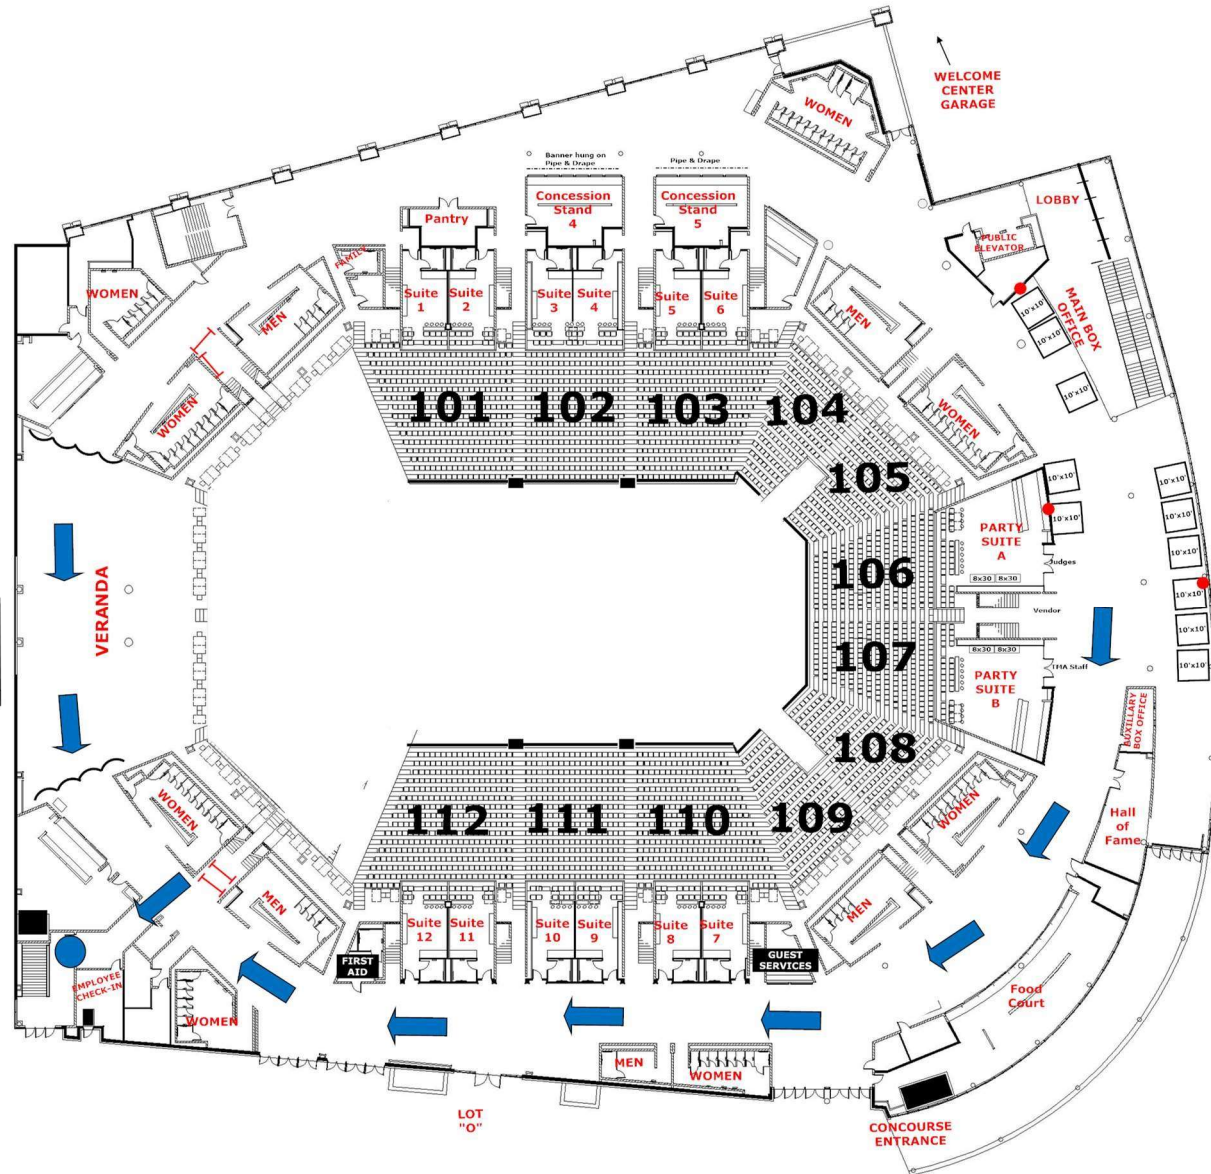 WELCOME
CENTER
GARAGE
WOMEN
Banner hung on
Pipe & Drape
Pipe & Drape
Concession
Stand
4
Concession
Stand
5
Pantry
LOBBY
PUBLIC
ELEVATOR
FAMILY
WOMEN
Suite
1
Suite
2
Suite
3
Suite
4
Suite
5
Suite
6
MEN
MEN
MAIN BOX
OFFICE
10'x10'
10'x10'
10'x10'
WOMEN
WOMEN
101
102
103
104
105
106
107
108
109
110
111
112
10'x10'
10'x10'
10'x10'
10'x10'
10'x10'
10'x10'
10'x10'
10'x10'
PARTY
SUITE
A
Judges
8x30
8x30
Vendor
8x30
8x30
TMA Staff
PARTY
SUITE
B
VERANDA
AUXILLARY
BOX OFFICE
WOMEN
WOMEN
Hall
of
Fame
MEN
MEN
Suite
12
Suite
11
Suite
10
Suite
9
Suite
8
Suite
7
FIRST
AID
GUEST
SERVICES
EMPLOYEE
CHECK-IN
WOMEN
Food
Court
MEN
WOMEN
LOT
"O"
CONCOURSE
ENTRANCE